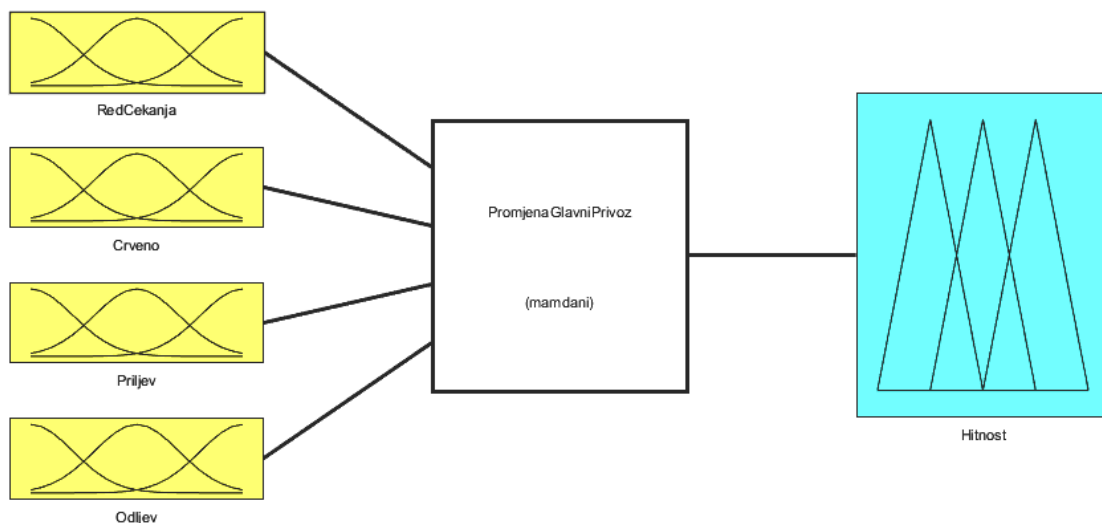 RedCekanja
Crveno
Priljev
Odljev
PromjenaGlavniPrivoz
(mamdani)
Hitnost